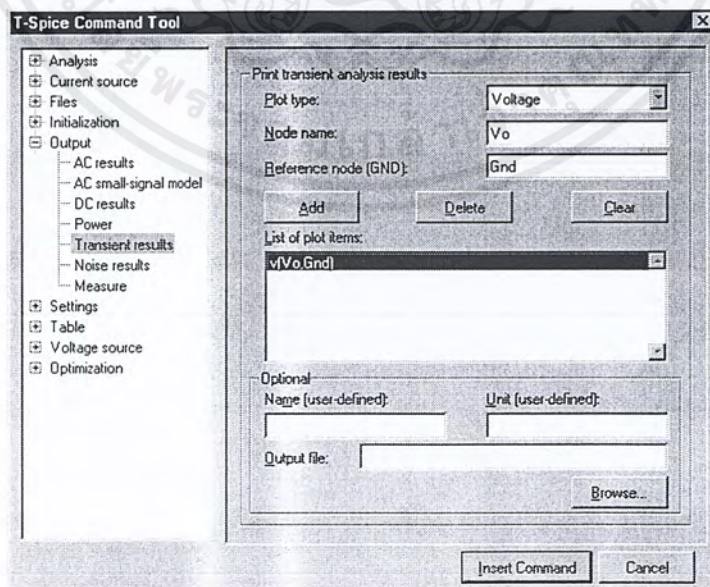 T-Spice Command Tool
Analysis
Current source
Files
Initialization
Output
AC results
AC small-signal model
DC results
Power
Transient results
Noise results
Measure
Settings
Table
Voltage source
Optimization
Print transient analysis results
Plot type:
Voltage
Node name:
Vo
Reference node (GND):
Gnd
Add
Delete
Clear
List of plot items:
v(Vo,Gnd)
Optional
Name (user-defined):
Unit (user-defined):
Output file:
Browse...
Insert Command
Cancel